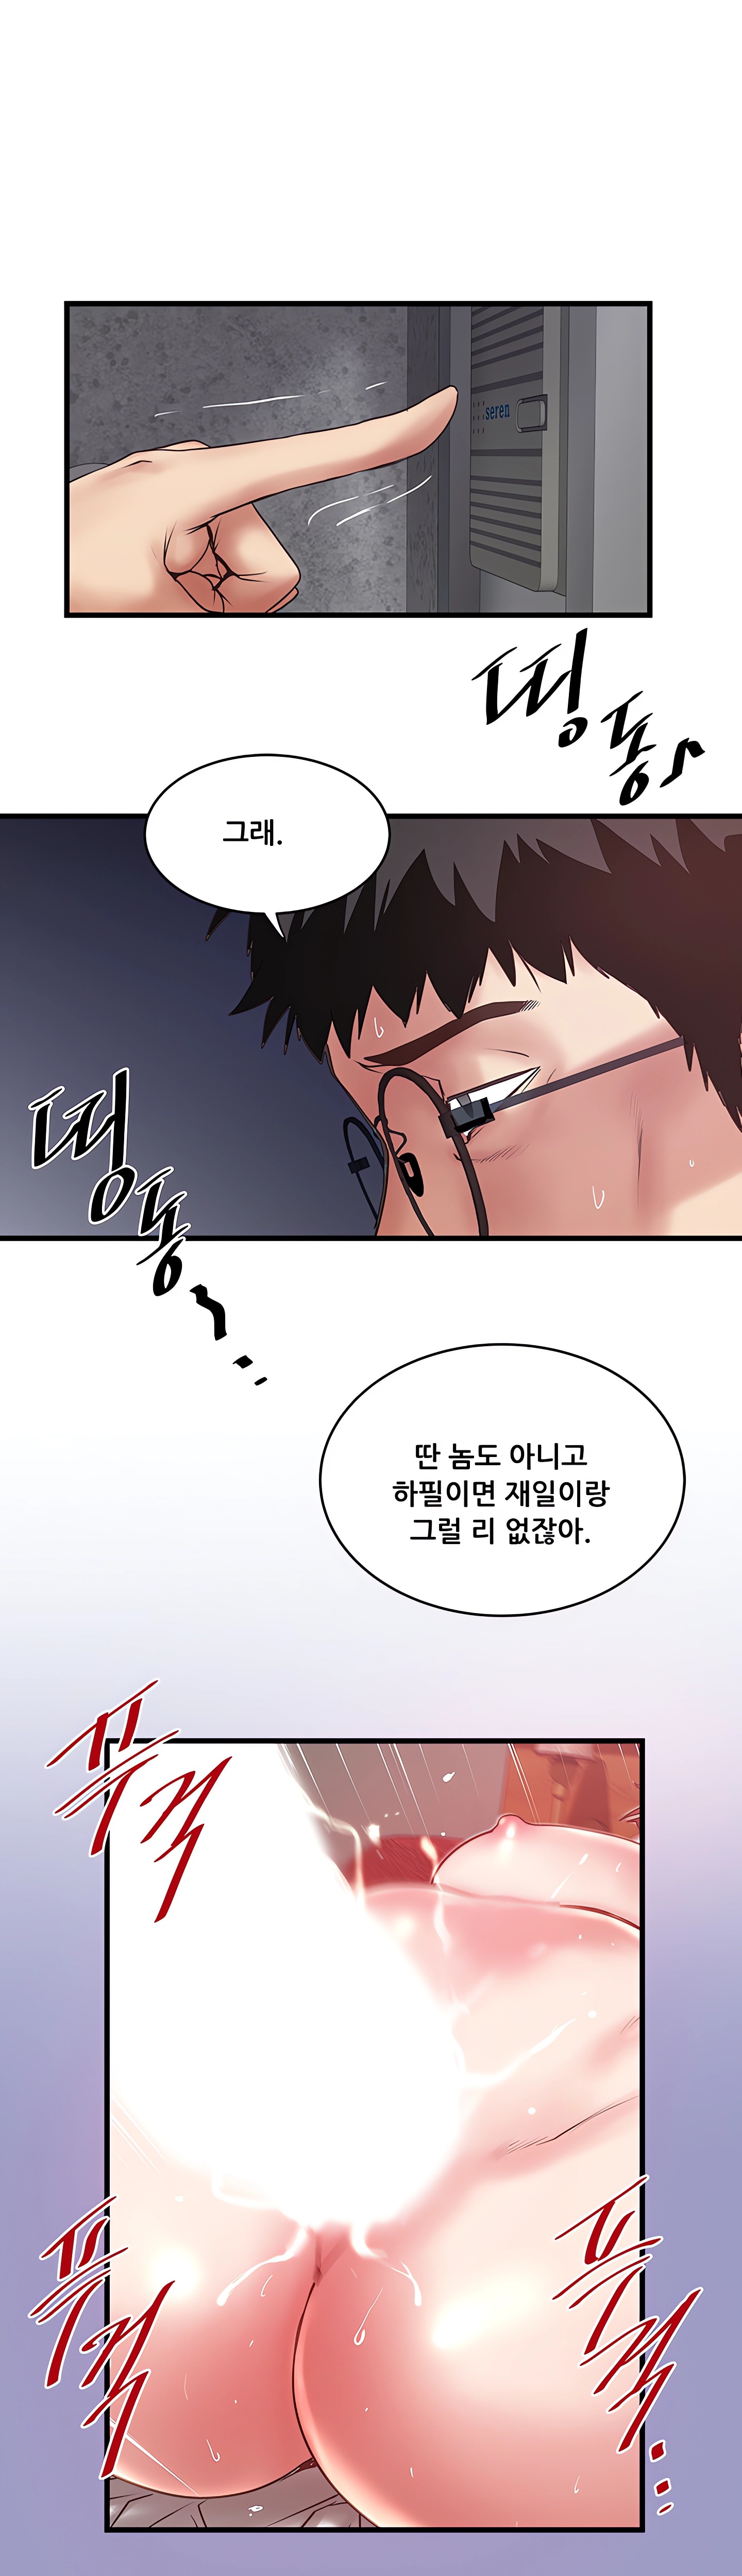 seren
띵
동♪
그래.
띵
동~..
딴 놈도 아니고
하필이면 재일이랑
그럴 리 없잖아.
푸
걱
푸
걱
푸
걱...